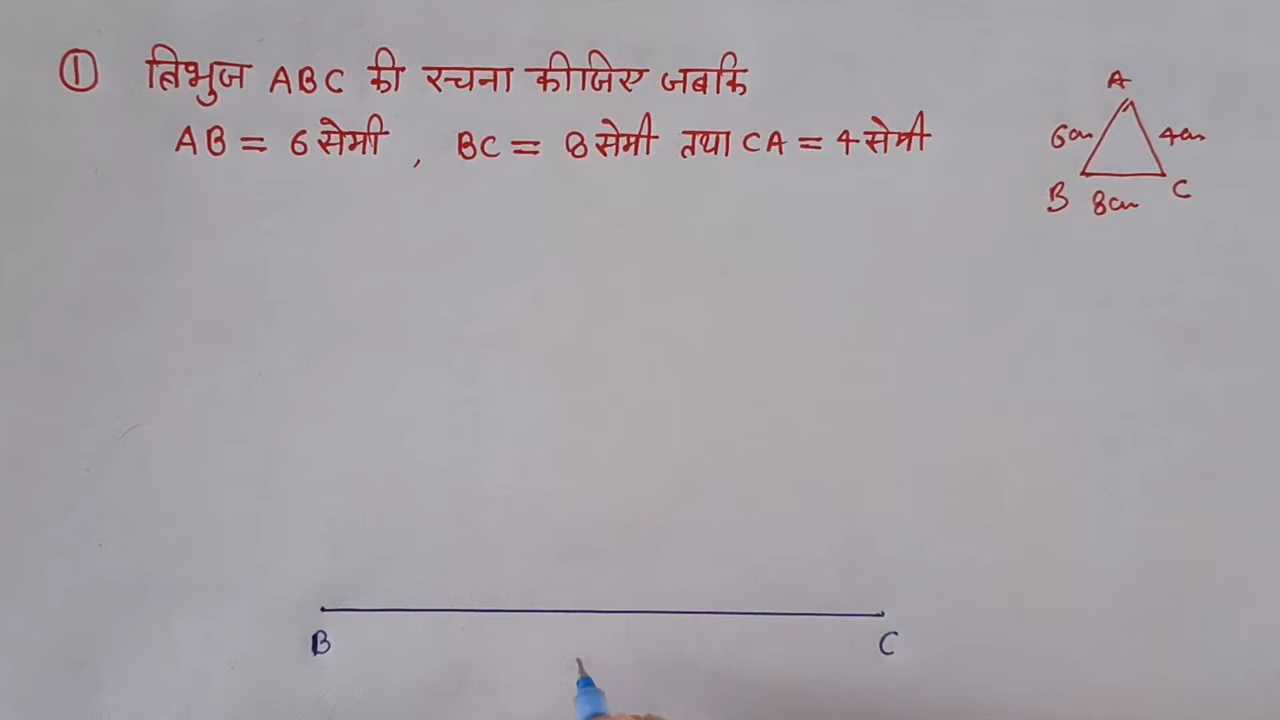 ① त्रिभुज ABC की रचना कीजिए जबकि
AB = 6 सेमी , BC = 8 सेमी तथा CA = 4 सेमी
A
6cm 4cm
B 8cm C
B C